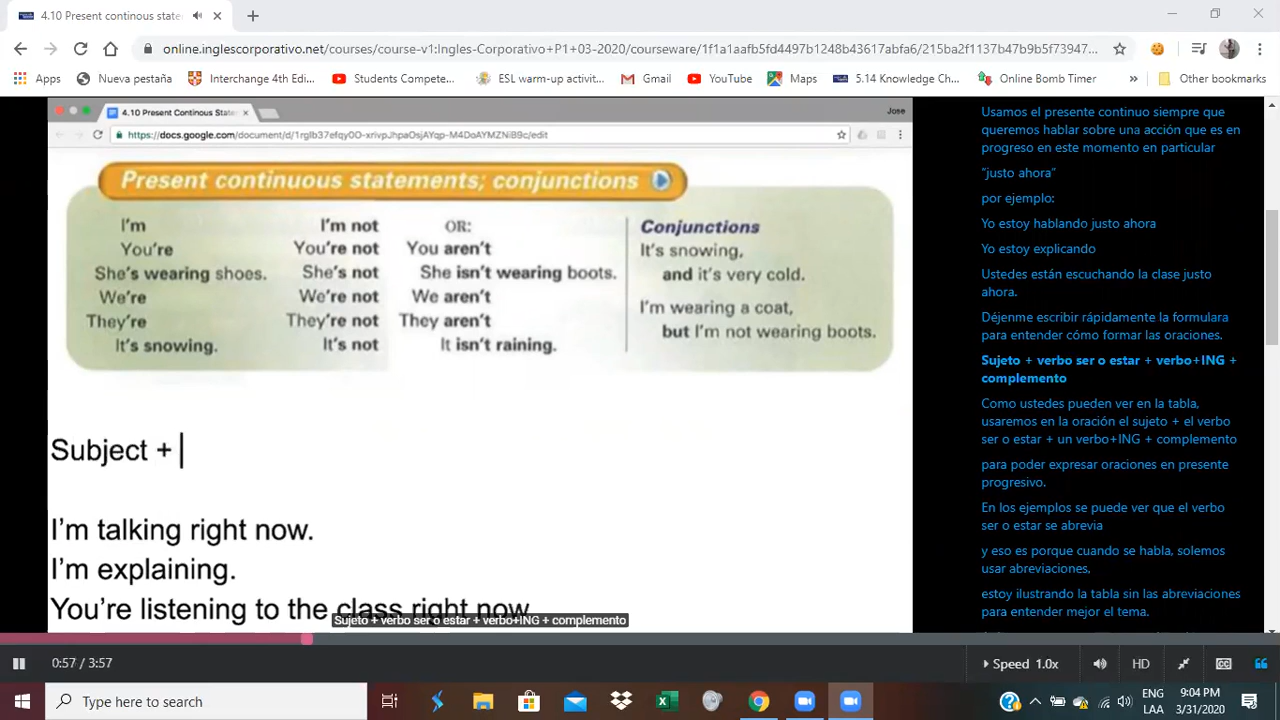 4.10 Present continous state
online.inglescorporativo.net/courses/course-v1:Ingles-Corporativo+P1+03-2020/courseware/1f1a1aafb5fd4497b1248b43617abfa6/215ba2f1137b47b9b5f73947...
Apps Nueva pestaña Interchange 4th Edi... Students Compete... ESL warm-up activit... Gmail YouTube Maps 5.14 Knowledge Ch... Online Bomb Timer » Other bookmarks
4.10 Present Continous State Jose
https://docs.google.com/document/d/1rglb37efqy0O-xrivpJhpaOsjAYqp-M4DoAYMZNiB9c/edit
Present continuous statements; conjunctions
I'm I'm not OR:
You're You're not You aren't
She's wearing shoes. She's not She isn't wearing boots.
We're We're not We aren't
They're They're not They aren't
It's snowing. It's not It isn't raining.
Conjunctions
It's snowing,
and it's very cold.
I'm wearing a coat,
but I'm not wearing boots.
Subject +
I'm talking right now.
I'm explaining.
You're listening to the class right now
Sujeto + verbo ser o estar + verbo+ING + complemento
Usamos el presente continuo siempre que
queremos hablar sobre una acción que es en
progreso en este momento en particular
"justo ahora"
por ejemplo:
Yo estoy hablando justo ahora
Yo estoy explicando
Ustedes están escuchando la clase justo
ahora.
Déjenme escribir rápidamente la formulara
para entender cómo formar las oraciones.
Sujeto + verbo ser o estar + verbo+ING +
complemento
Como ustedes pueden ver en la tabla,
usaremos en la oración el sujeto + el verbo
ser o estar + un verbo+ING + complemento
para poder expresar oraciones en presente
progresivo.
En los ejemplos se puede ver que el verbo
ser o estar se abrevia
y eso es porque cuando se habla, solemos
usar abreviaciones,
estoy ilustrando la tabla sin las abreviaciones
para entender mejor el tema.
0:57 / 3:57
Speed 1.0x HD
Type here to search
ENG 9:04 PM
LAA 3/31/2020